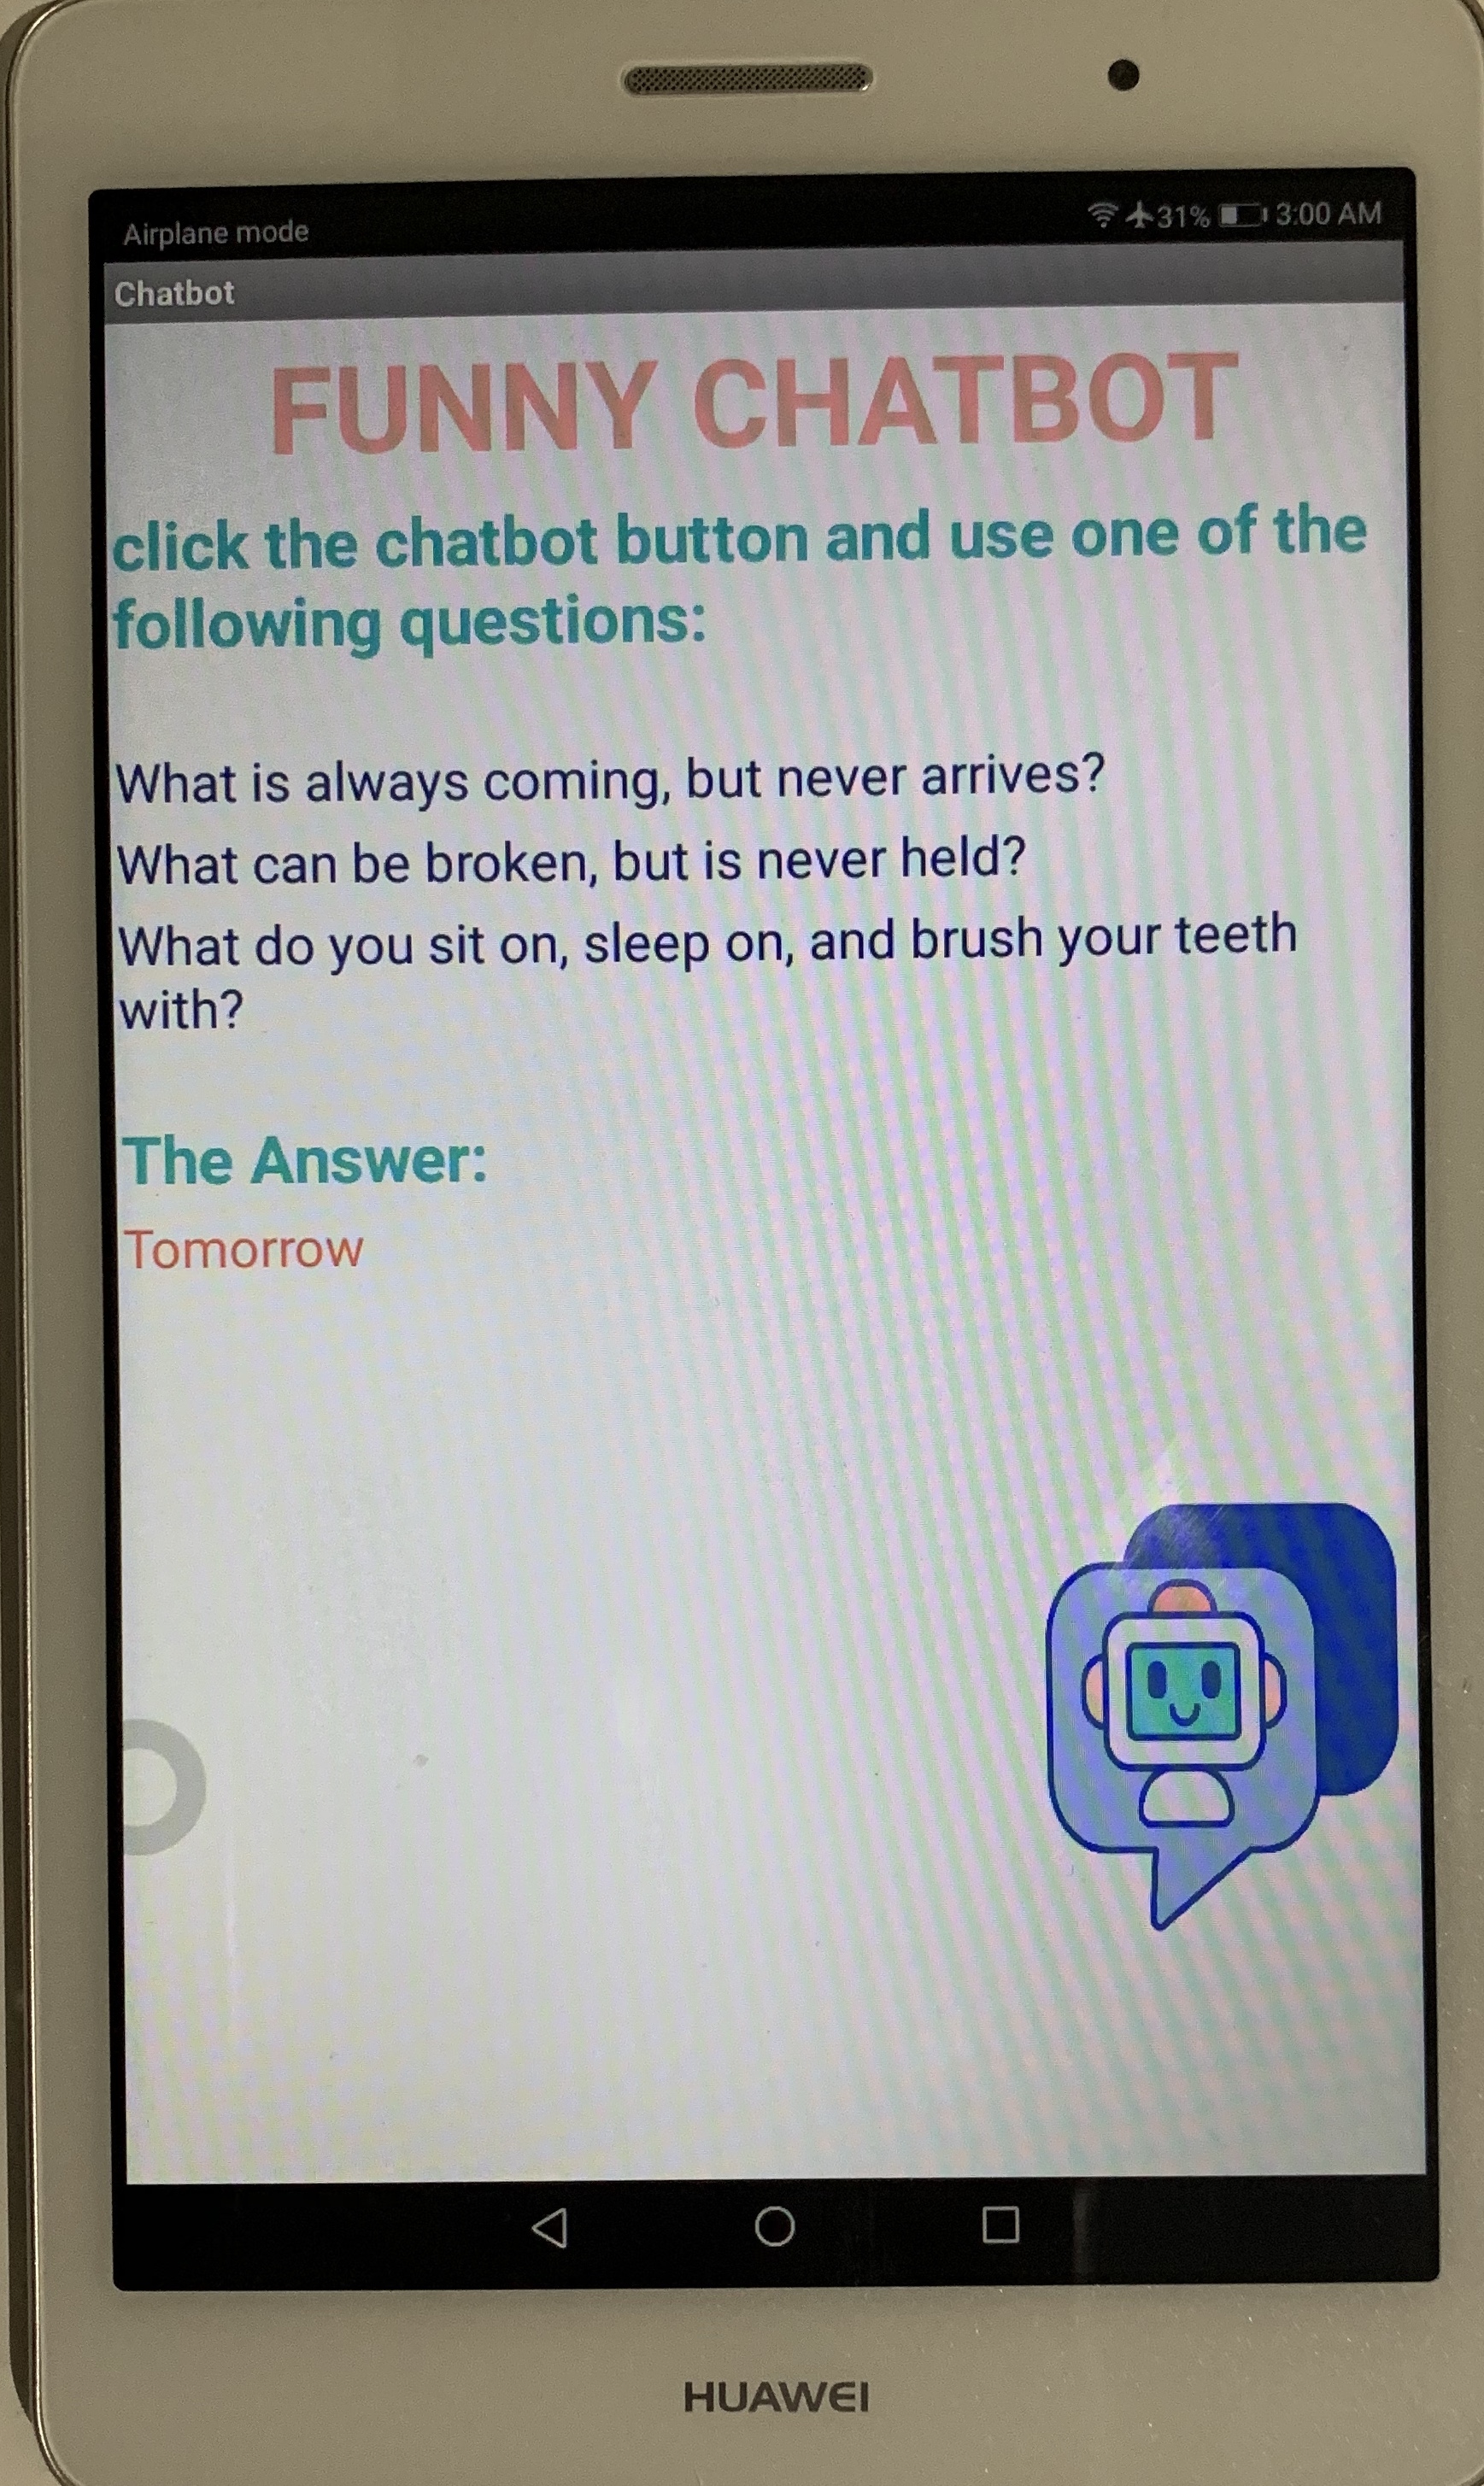 Airplane mode
31% 3:00 AM
Chatbot
FUNNY CHATBOT
click the chatbot button and use one of the
following questions:
What is always coming, but never arrives?
What can be broken, but is never held?
What do you sit on, sleep on, and brush your teeth
with?
The Answer:
Tomorrow
HUAWEI